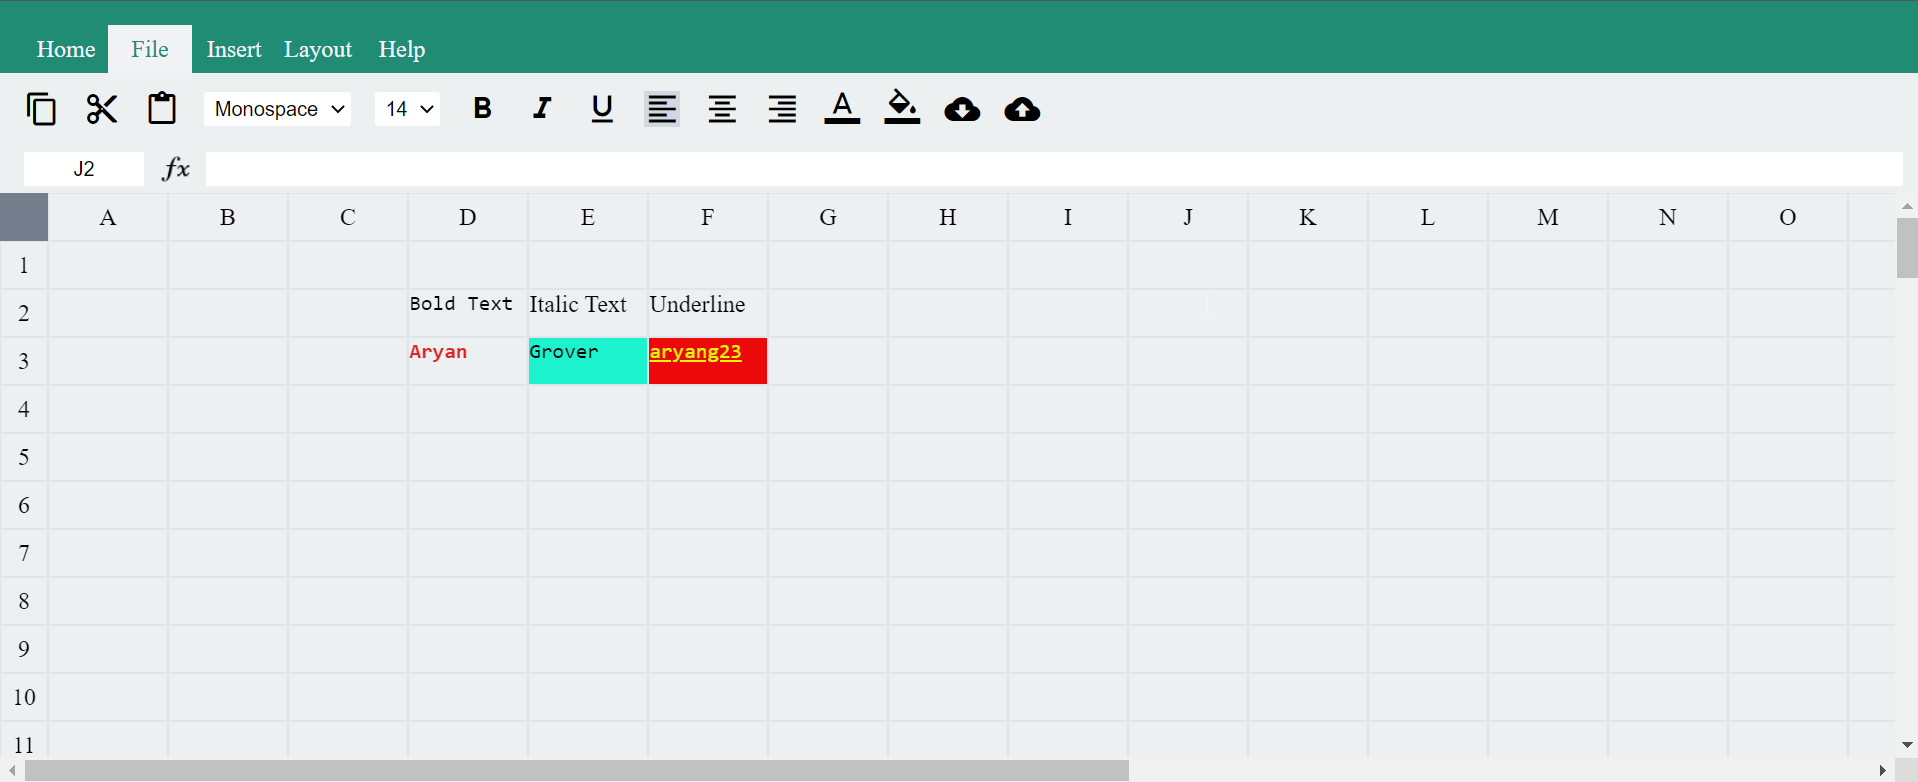 Home File Insert Layout Help
Monospace 14 B I U A
J2 fx
A B C D E F G H I J K L M N O
1
2 Bold Text Italic Text Underline
3 Aryan Grover aryang23
4
5
6
7
8
9
10
11